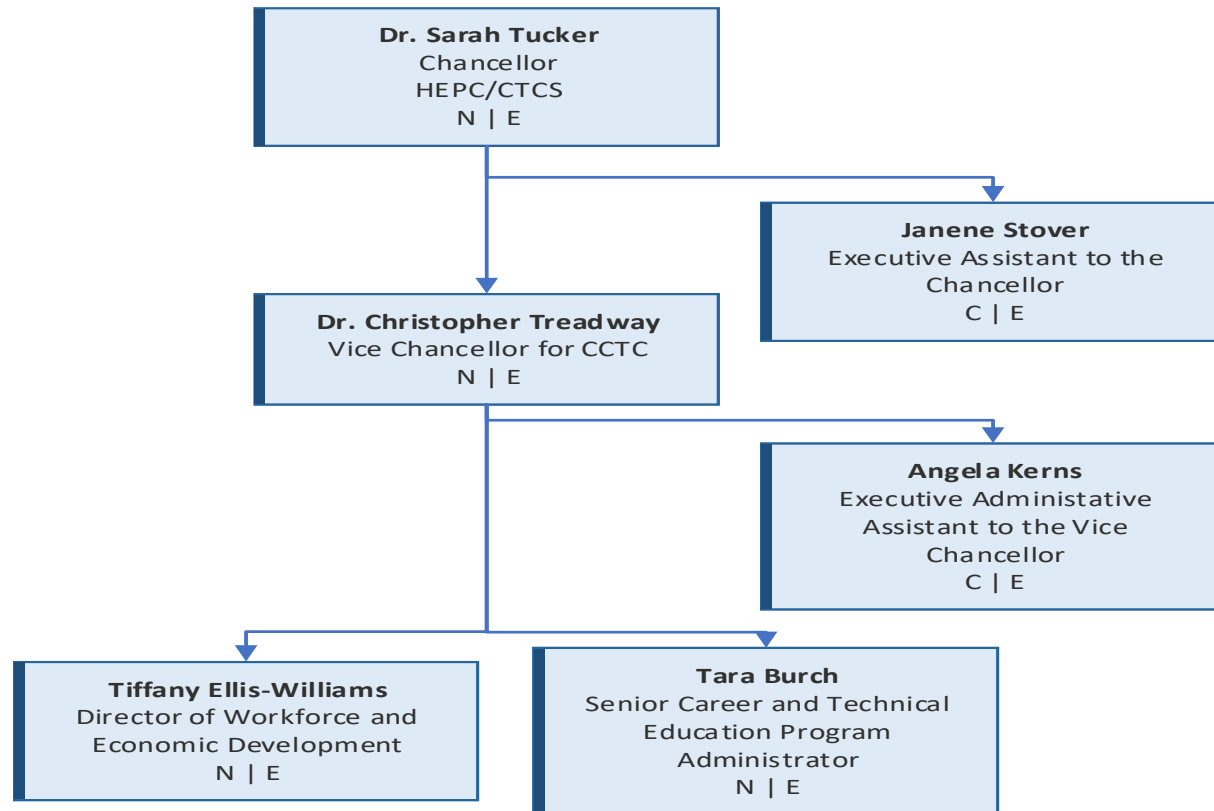 Dr. Sarah Tucker
Chancellor
HEPC/CTCS
N | E
Janene Stover
Executive Assistant to the
Chancellor
C | E
Dr. Christopher Treadway
Vice Chancellor for CCTC
N | E
Angela Kerns
Executive Administative
Assistant to the Vice
Chancellor
C | E
Tiffany Ellis-Williams
Director of Workforce and
Economic Development
N | E
Tara Burch
Senior Career and Technical
Education Program
Administrator
N | E